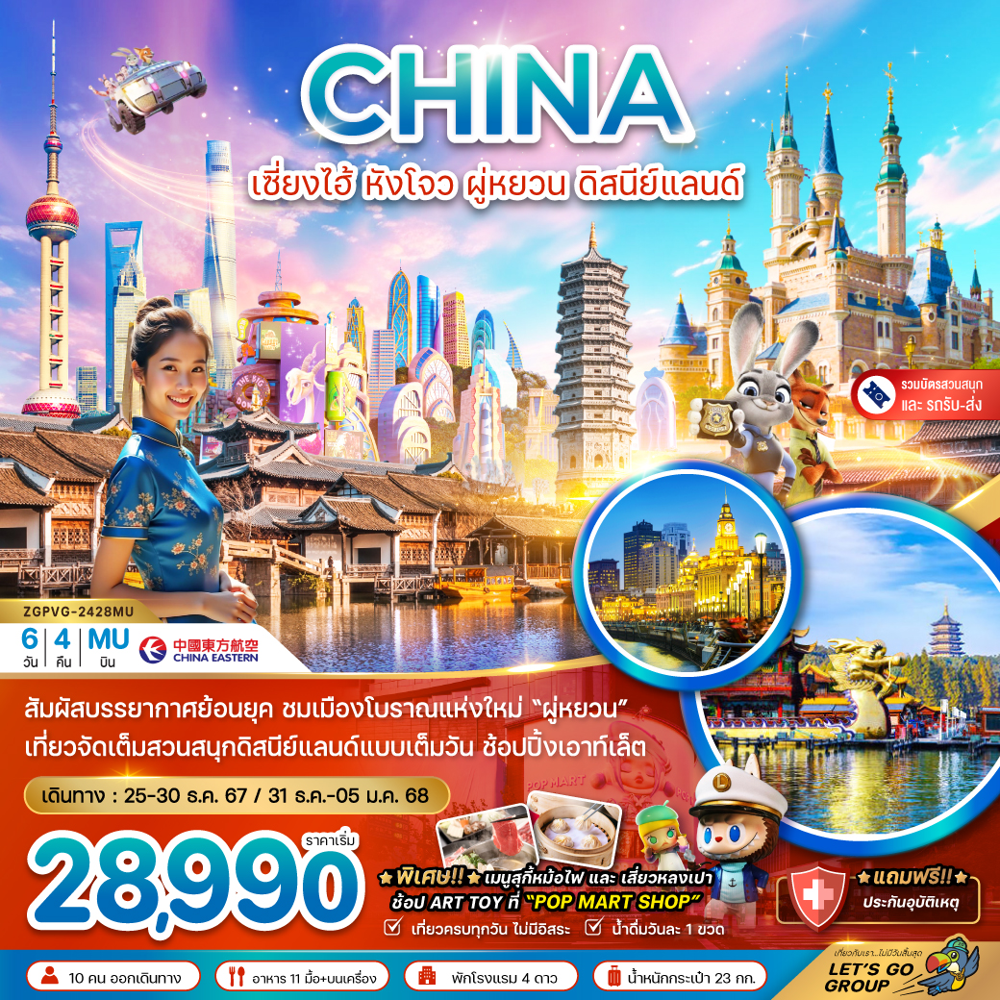 CHINA
เซี่ยงไฮ้ หังโจว ผู่หยวน ดิสนีย์แลนด์
THE BIG
รวมบัตรสวนสนุก
และ รถรับ-ส่ง
ZGPVG-2428MU
6 วัน 4 คืน MU บิน
中國東方航空
CHINA EASTERN
สัมผัสบรรยากาศย้อนยุค ชมเมืองโบราณแห่งใหม่ "ผู่หยวน"
เที่ยวจัดเต็มสวนสนุกดิสนีย์แลนด์แบบเต็มวัน ช้อปปิ้งเอาท์เล็ต
เดินทาง : 25-30 ธ.ค. 67 / 31 ธ.ค.-05 ม.ค. 68
POP MART
ราคาเริ่ม
28,990
พิเศษ!! เมนูสุกี้หม้อไฟ และ เสี่ยวหลงเปา
ช้อป ART TOY ที่ "POP MART SHOP"
เที่ยวครบทุกวัน ไม่มีอิสระ น้ำดื่มวันละ 1 ขวด
แถมฟรี!!
ประกันอุบัติเหตุ
10 คน ออกเดินทาง
อาหาร 11 มื้อ+บนเครื่อง
พักโรงแรม 4 ดาว
น้ำหนักกระเป๋า 23 กก.
เที่ยวกับเรา...ไม่มีวันสิ้นสุด
LET'S GO
GROUP